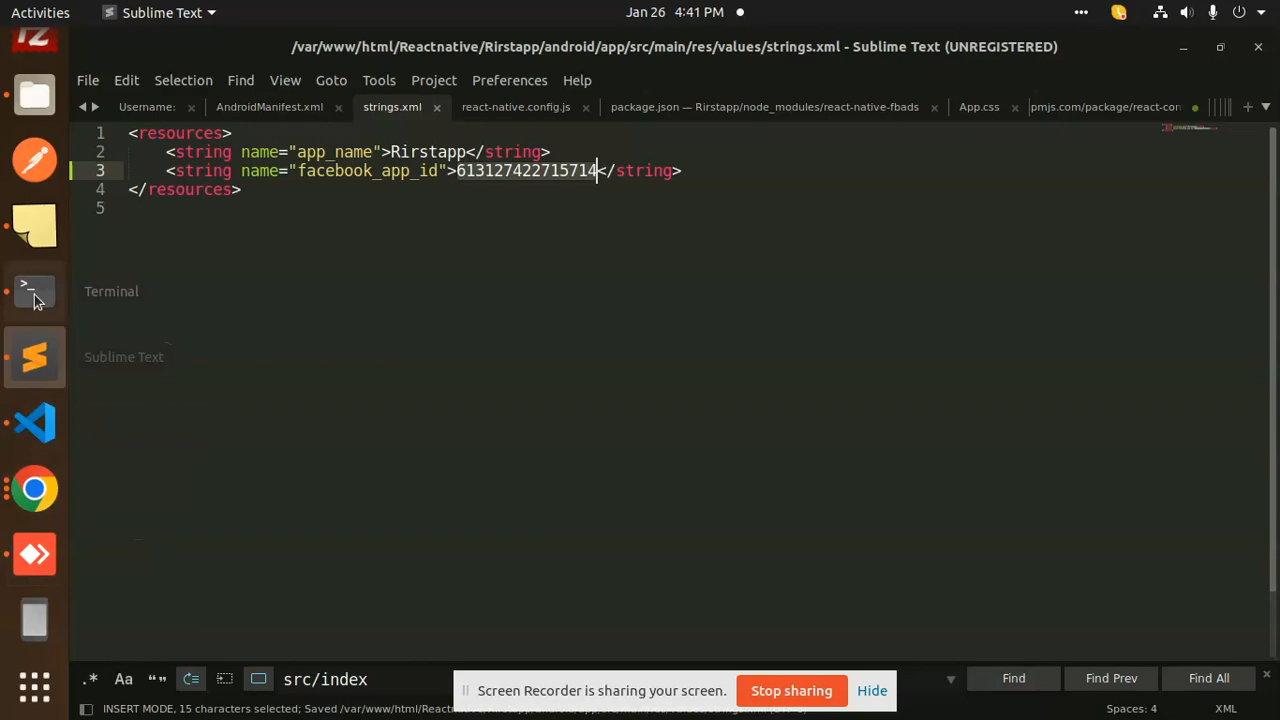 Activities
Sublime Text
Jan 26 4:41 PM
/var/www/html/Reactnative/Rirstapp/android/app/src/main/res/values/strings.xml - Sublime Text (UNREGISTERED)
File Edit Selection Find View Goto Tools Project Preferences Help
Username: AndroidManifest.xml strings.xml react-native.config.js package.json — Rirstapp/node_modules/react-native-fbads App.css pmjs.com/package/react-con
1 <resources>
2 <string name="app_name">Rirstapp</string>
3 <string name="facebook_app_id">613127422715714</string>
4 </resources>
5
Terminal
Sublime Text
.* Aa “” src/index Find Find Prev Find All
Screen Recorder is sharing your screen. Stop sharing Hide
INSERT MODE, 15 characters selected; Saved Spaces: 4 XML